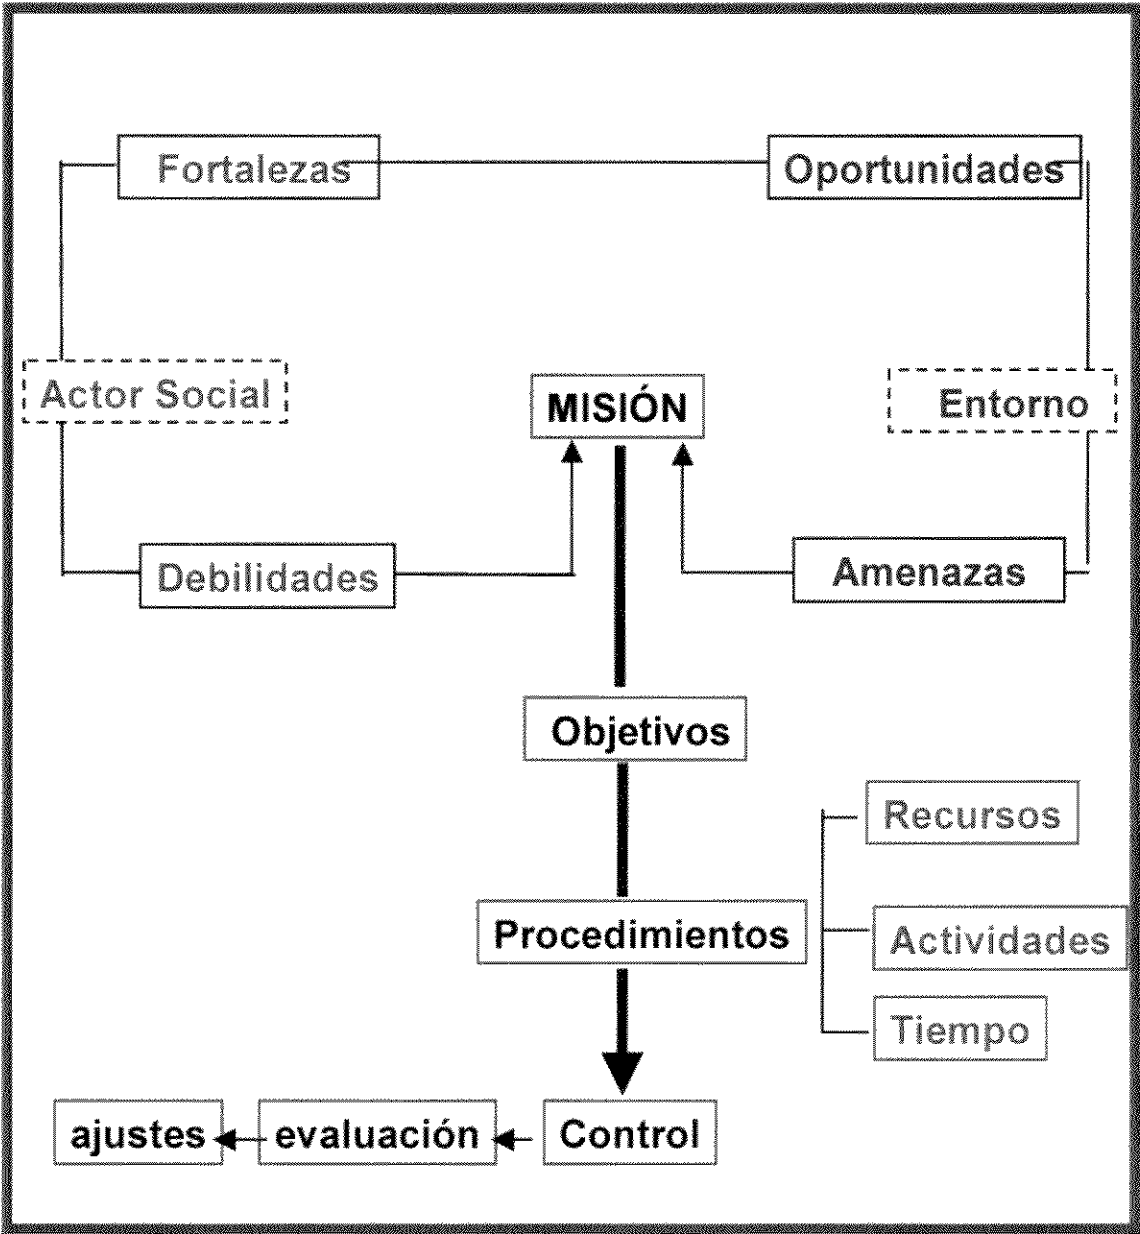 Fortalezas
Oportunidades
Actor Social
MISIÓN
Entorno
Debilidades
Amenazas
Objetivos
Recursos
Procedimientos
Actividades
Tiempo
ajustes
evaluación
Control